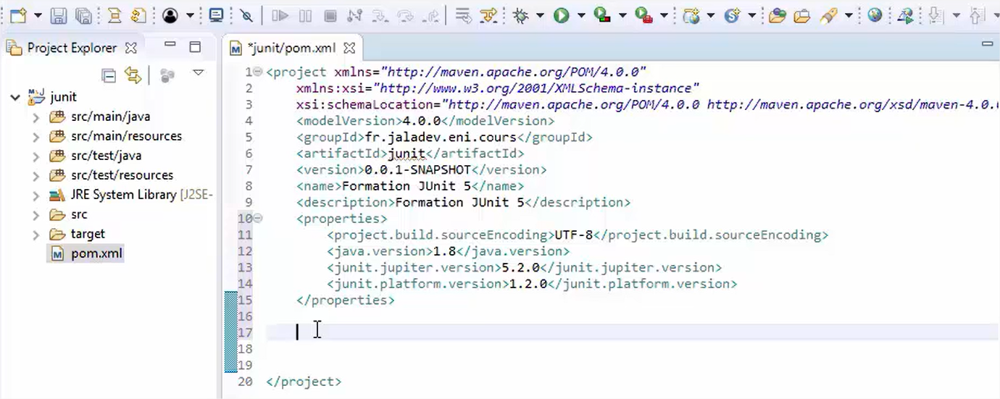 Project Explorer
*junit/pom.xml
junit
src/main/java
src/main/resources
src/test/java
src/test/resources
JRE System Library [J2SE-
src
target
pom.xml
1 <project xmlns="http://maven.apache.org/POM/4.0.0"
2 xmlns:xsi="http://www.w3.org/2001/XMLSchema-instance"
3 xsi:schemaLocation="http://maven.apache.org/POM/4.0.0 http://maven.apache.org/xsd/maven-4.0.
4 <modelVersion>4.0.0</modelVersion>
5 <groupId>fr.jaladev.eni.cours</groupId>
6 <artifactId>junit</artifactId>
7 <version>0.0.1-SNAPSHOT</version>
8 <name>Formation JUnit 5</name>
9 <description>Formation JUnit 5</description>
10 <properties>
11 <project.build.sourceEncoding>UTF-8</project.build.sourceEncoding>
12 <java.version>1.8</java.version>
13 <junit.jupiter.version>5.2.0</junit.jupiter.version>
14 <junit.platform.version>1.2.0</junit.platform.version>
15 </properties>
16
17
18
19
20 </project>